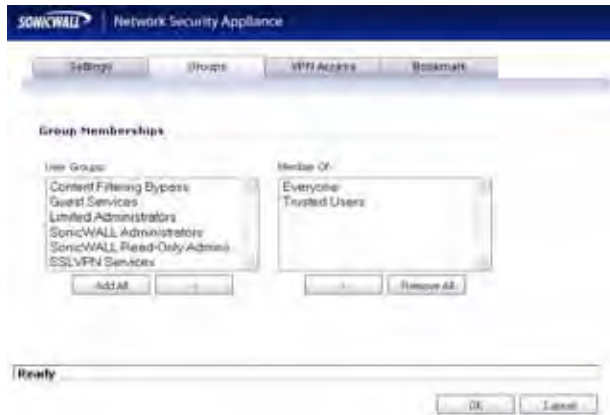 SONICWALL Network Security Appliance
Settings Groups VPN Access Bookmark
Group Memberships
User Groups: Member Of:
Content Filtering Bypass
Guest Services
Limited Administrators
SonicWALL Administrators
SonicWALL Read-Only Admins
SSLVPN Services
Everyone
Trusted Users
Add All Remove All
Ready
OK Cancel